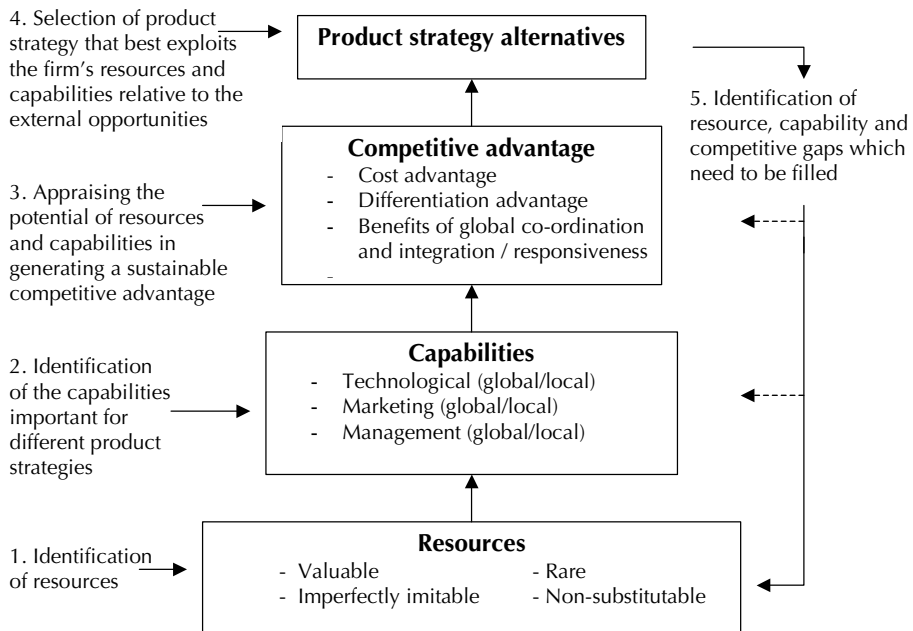 4. Selection of product
strategy that best exploits
the firm's resources and
capabilities relative to the
external opportunities
Product strategy alternatives
5. Identification of
resource, capability and
competitive gaps which
need to be filled
3. Appraising the
potential of resources
and capabilities in
generating a sustainable
competitive advantage
Competitive advantage
- Cost advantage
- Differentiation advantage
- Benefits of global co-ordination
and integration / responsiveness
-
2. Identification
of the capabilities
important for
different product
strategies
Capabilities
- Technological (global/local)
- Marketing (global/local)
- Management (global/local)
1. Identification
of resources
Resources
- Valuable - Rare
- Imperfectly imitable - Non-substitutable